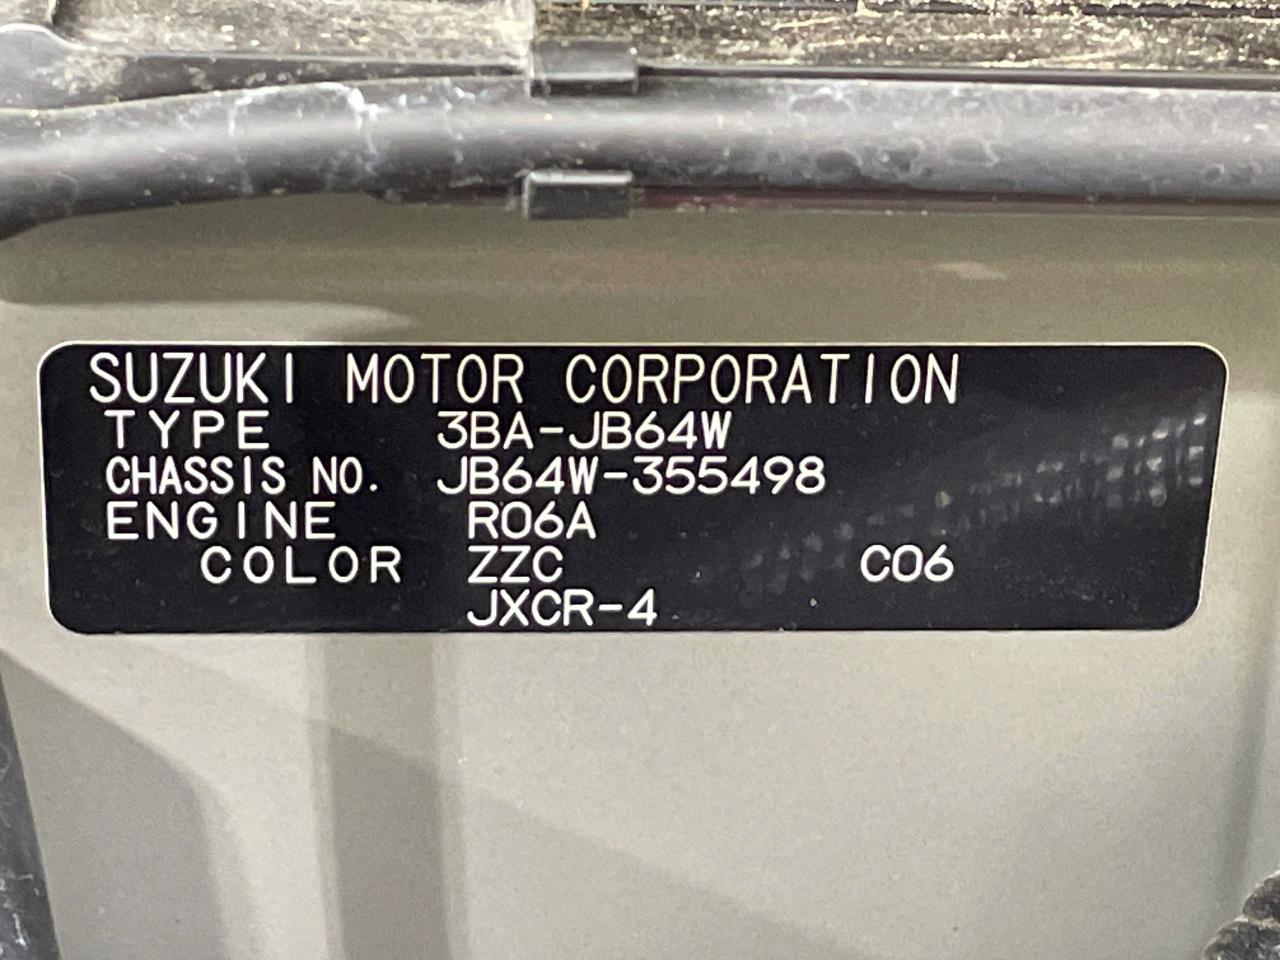 SUZUKI MOTOR CORPORATION
TYPE 3BA-JB64W
CHASSIS NO. JB64W-355498
ENGINE R06A
COLOR ZZC C06
JXCR-4